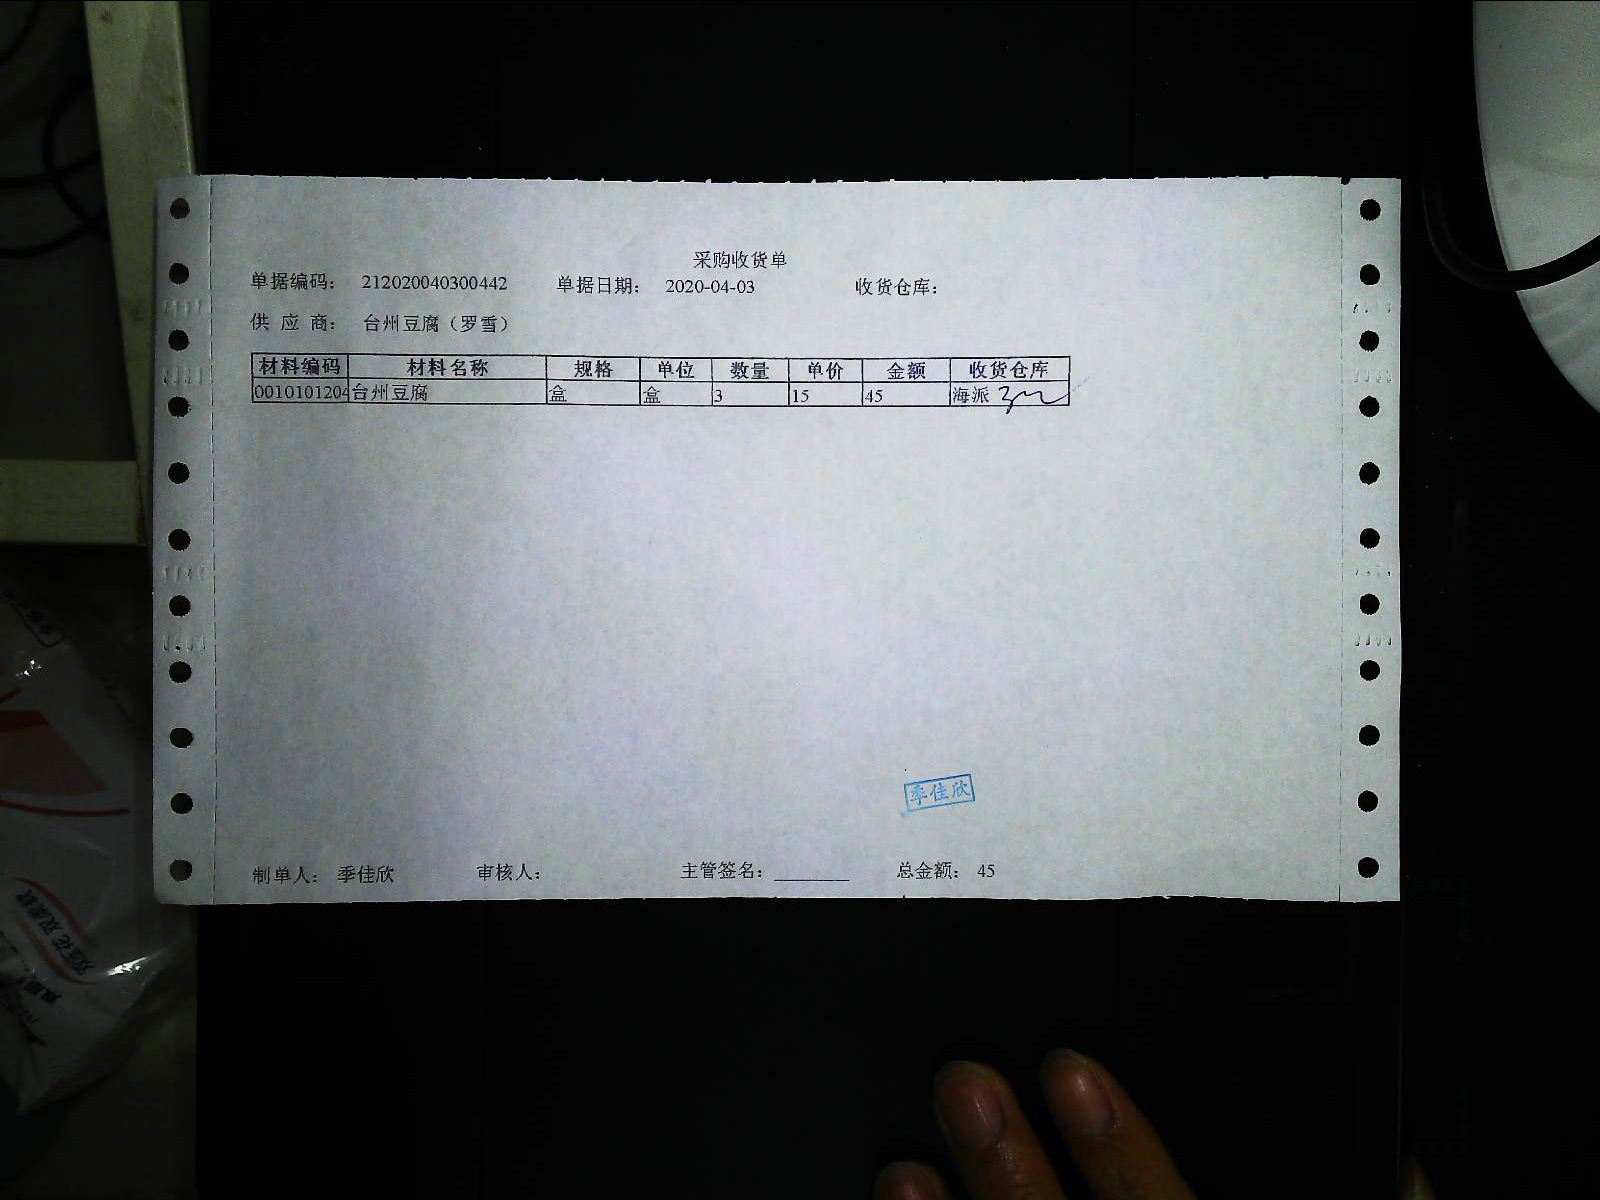 采购收货单
单据编码： 212020040300442 单据日期： 2020-04-03 收货仓库：
供 应 商： 台州豆腐（罗雪）
材料编码 材料名称 规格 单位 数量 单价 金额 收货仓库
0010101204 台州豆腐 盒 盒 3 15 45 海派
季佳欣
制单人： 季佳欣 审核人： 主管签名： 总金额： 45